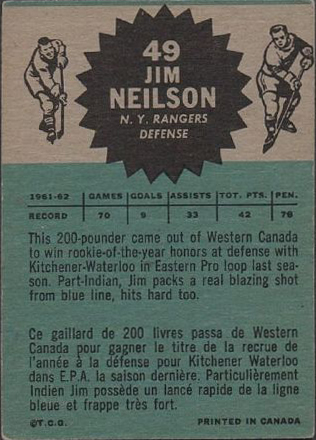 49
JIM
NEILSON
N. Y. RANGERS
DEFENSE
1961-62 GAMES GOALS ASSISTS TOT. PTS. PEN.
RECORD 70 9 33 42 78
This 200-pounder came out of Western Canada
to win rookie-of-the-year honors at defense with
Kitchener-Waterloo in Eastern Pro loop last sea-
son. Part-Indian, Jim packs a real blazing shot
from blue line, hits hard too.
Ce gaillard de 200 livres passa de Western
Canada pour gagner le titre de la recrue de
l'année à la défense pour Kitchener Waterloo
dans E.P.A. la saison dernière. Particulièrement
Indien Jim possède un lancé rapide de la ligne
bleue et frappe très fort.
©T.C.G. PRINTED IN CANADA